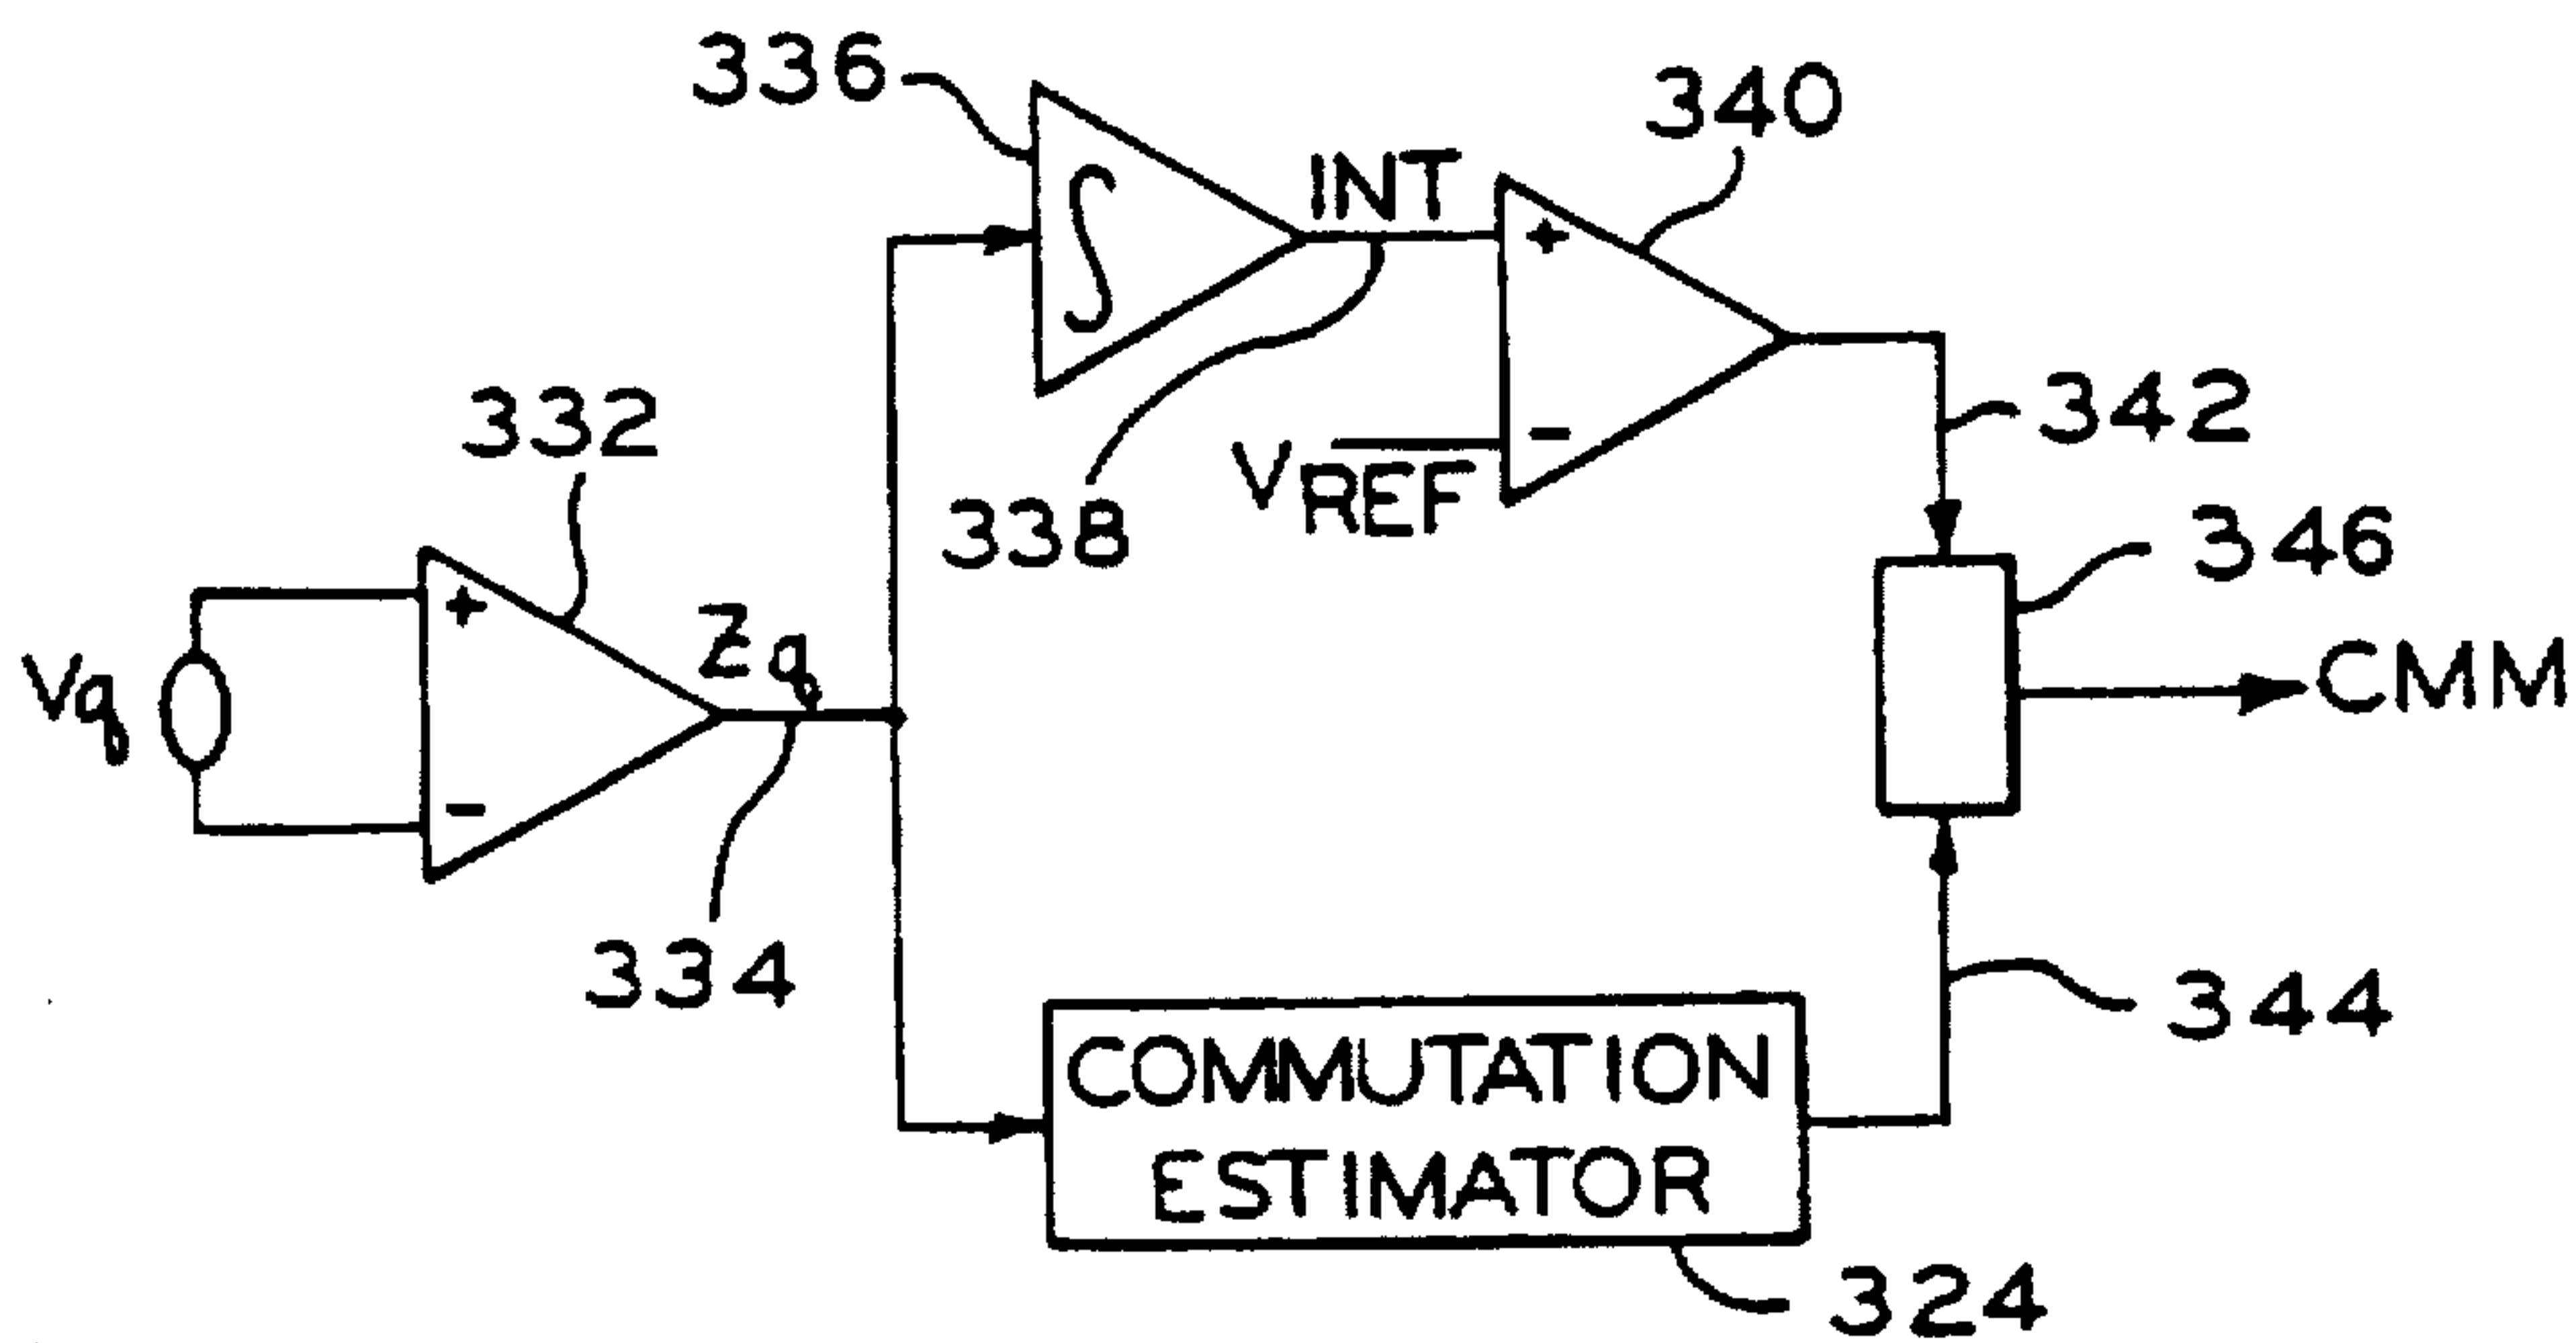 336
340
INT
332
342
VREF
338
346
+
-
+
-
Vq
Zq
CMM
334
344
COMMUTATION
ESTIMATOR
324